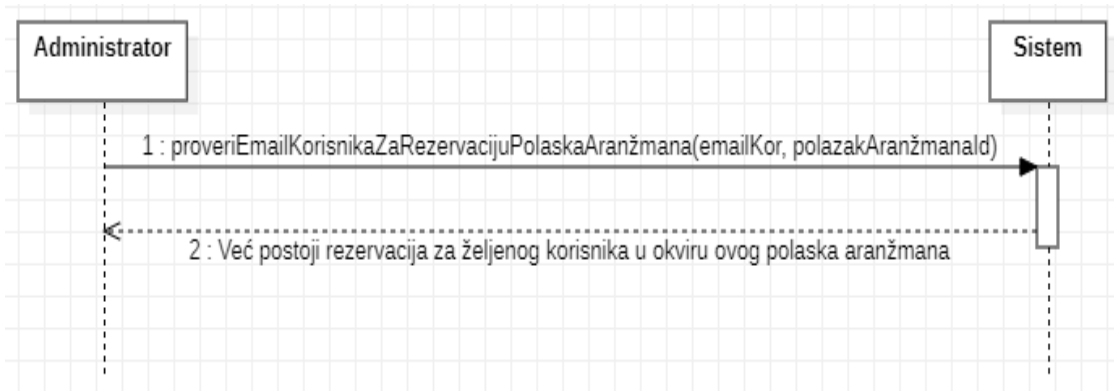 Administrator
Sistem
1 : proveriEmailKorisnikaZaRezervacijuPolaskaAranžmana(emailKor, polazakAranžmanaId)
2 : Već postoji rezervacija za željenog korisnika u okviru ovog polaska aranžmana